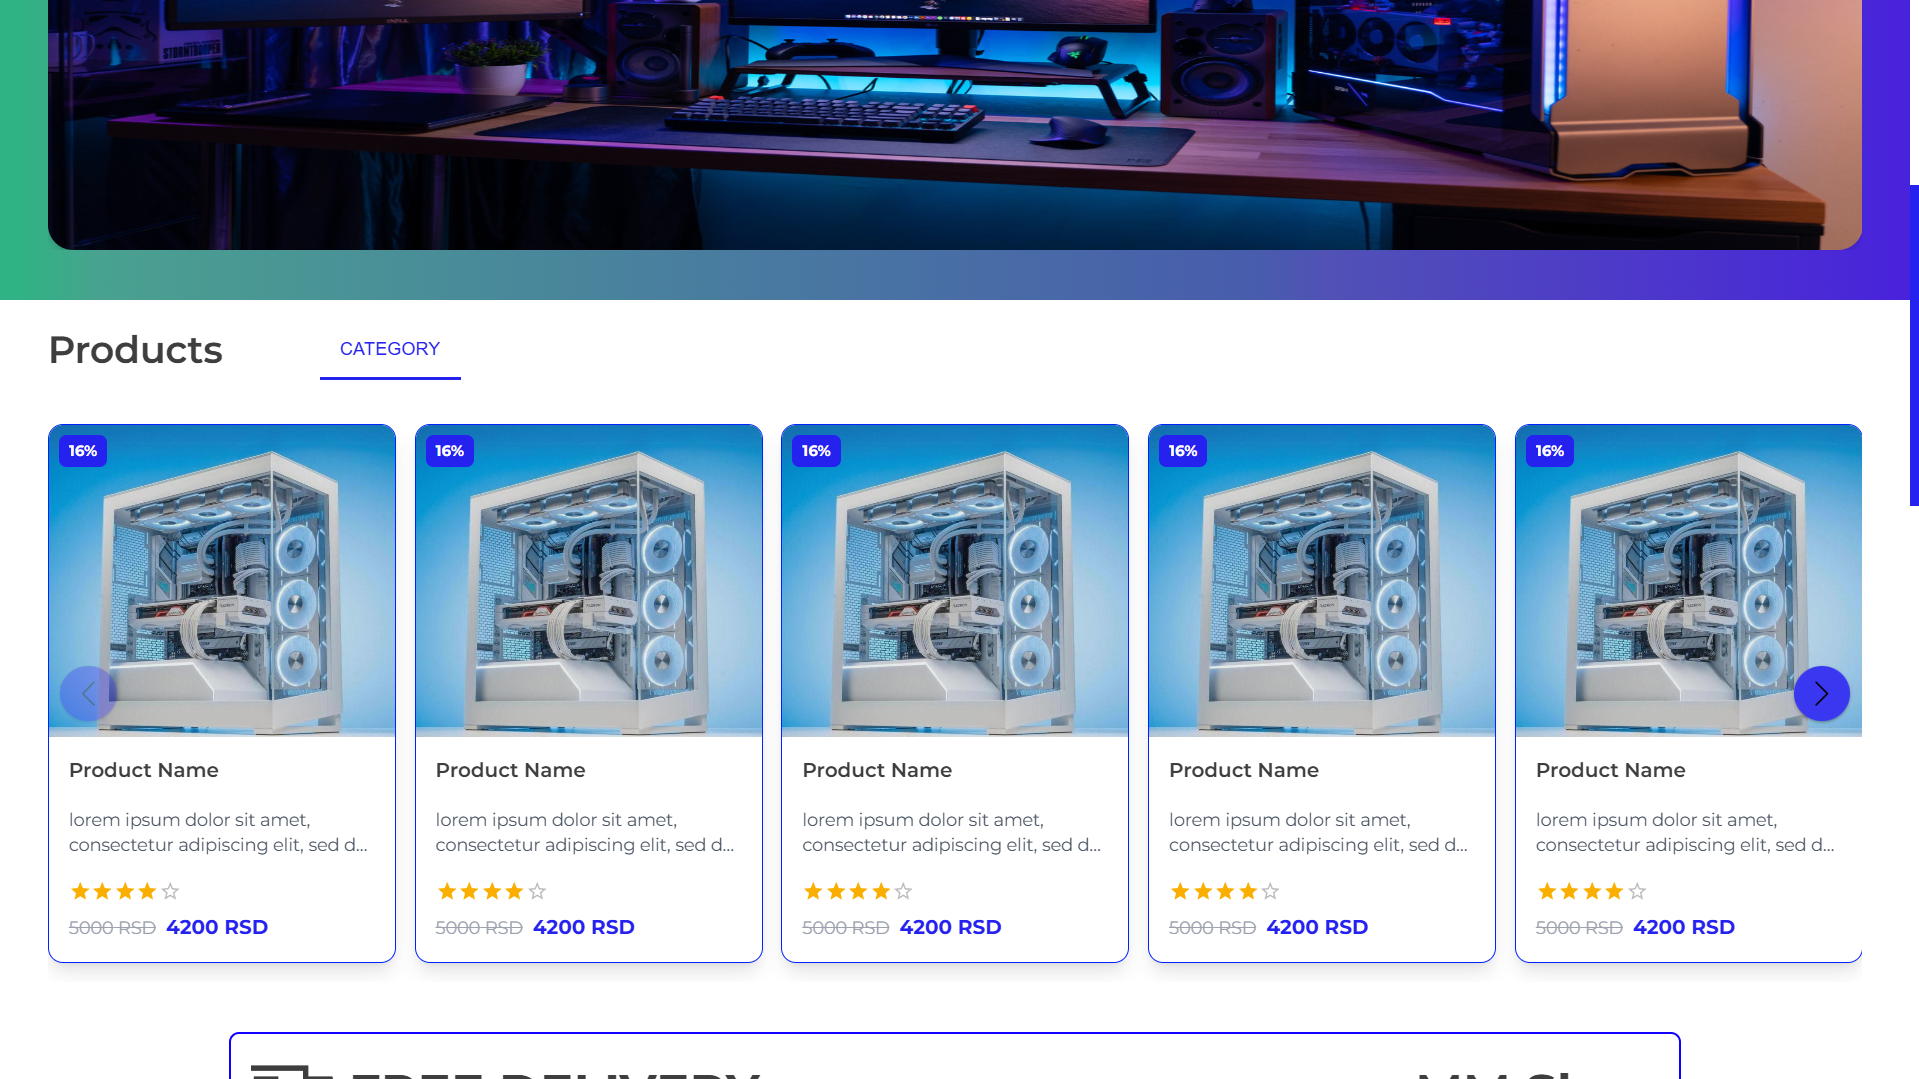 DELL
STORMTROOPER
Products
CATEGORY
16%
16%
16%
16%
16%
Product Name
Product Name
Product Name
Product Name
Product Name
lorem ipsum dolor sit amet,
consectetur adipiscing elit, sed d...
lorem ipsum dolor sit amet,
consectetur adipiscing elit, sed d...
lorem ipsum dolor sit amet,
consectetur adipiscing elit, sed d...
lorem ipsum dolor sit amet,
consectetur adipiscing elit, sed d...
lorem ipsum dolor sit amet,
consectetur adipiscing elit, sed d...
5000 RSD 4200 RSD
5000 RSD 4200 RSD
5000 RSD 4200 RSD
5000 RSD 4200 RSD
5000 RSD 4200 RSD
FREE DELIVERY